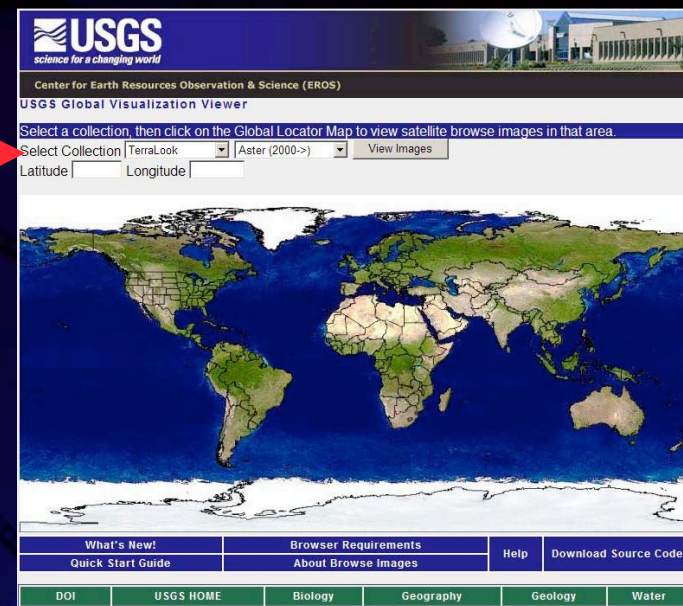 USGS
science for a changing world
Center for Earth Resources Observation & Science (EROS)
USGS Global Visualization Viewer
Select a collection, then click on the Global Locator Map to view satellite browse images in that area.
Select Collection TerraLook Aster (2000->) View Images
Latitude Longitude
What's New! Browser Requirements Help Download Source Code
Quick Start Guide About Browse Images
DOI USGS HOME Biology Geography Geology Water